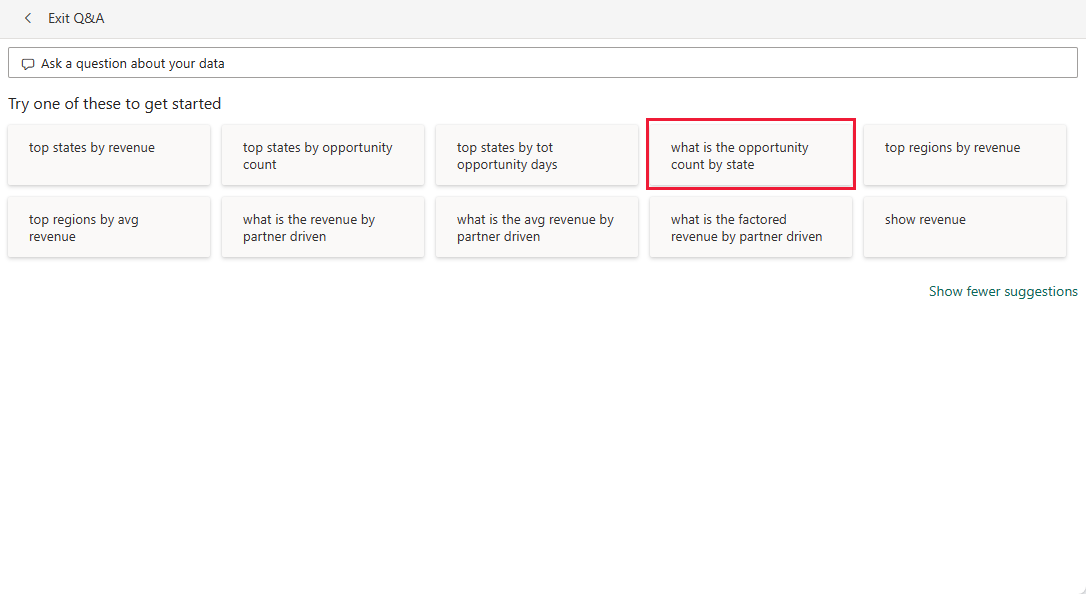 Exit Q&A
Ask a question about your data
Try one of these to get started
top states by revenue
top states by opportunity
count
top states by tot
opportunity days
what is the opportunity
count by state
top regions by revenue
top regions by avg
revenue
what is the revenue by
partner driven
what is the avg revenue by
partner driven
what is the factored
revenue by partner driven
show revenue
Show fewer suggestions